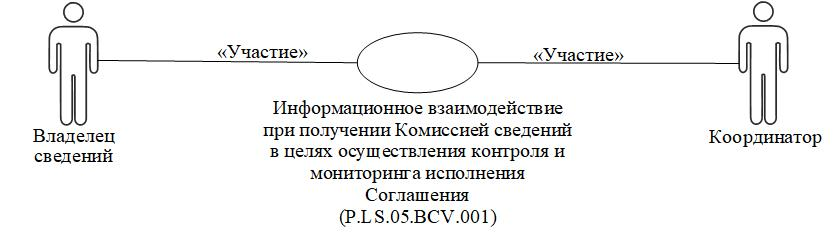 «Участие»
«Участие»
Владелец
сведений
Информационное взаимодействие
при получении Комиссией сведений
в целях осуществления контроля и
мониторинга исполнения
Соглашения
(P.LS.05.BCV.001)
Координатор